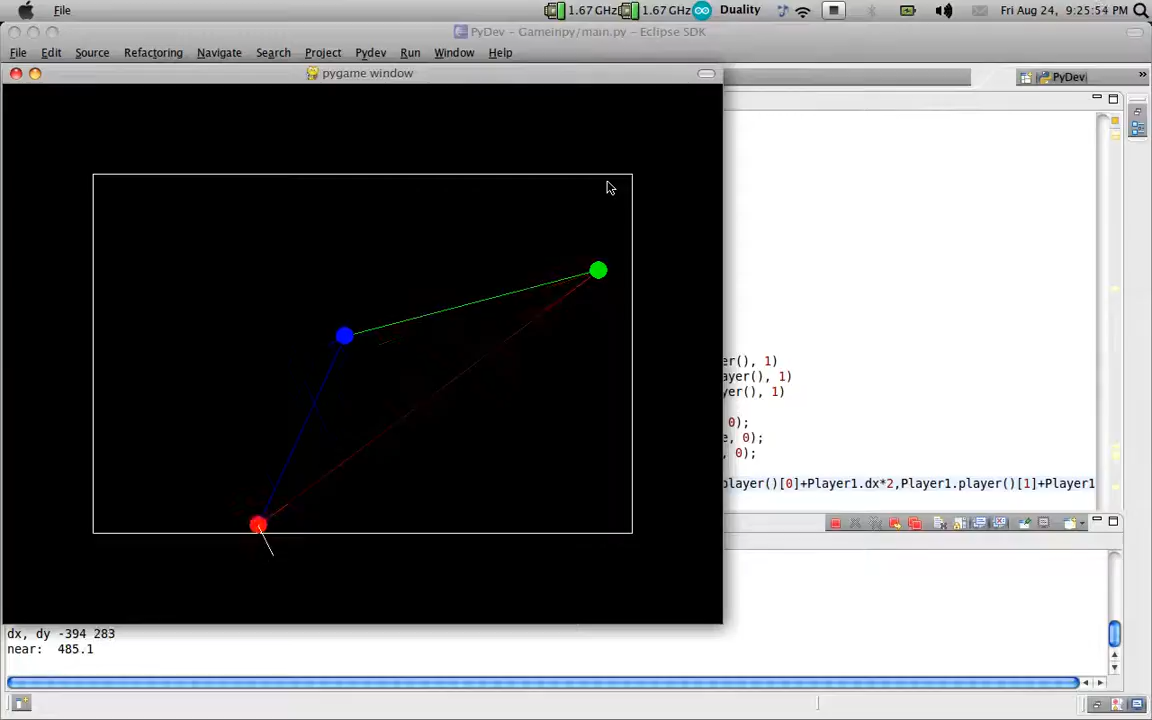 File 1.67 GHz 1.67 GHz Duality Fri Aug 24, 9:25:54 PM
PyDev - Gameinpy/main.py - Eclipse SDK
File Edit Source Refactoring Navigate Search Project Pydev Run Window Help
pygame window
PyDev
er(), 1)
ayer(), 1)
yer(), 1)
0);
e, 0);
, 0);
player()[0]+Player1.dx*2,Player1.player()[1]+Player1
dx, dy -394 283
near: 485.1